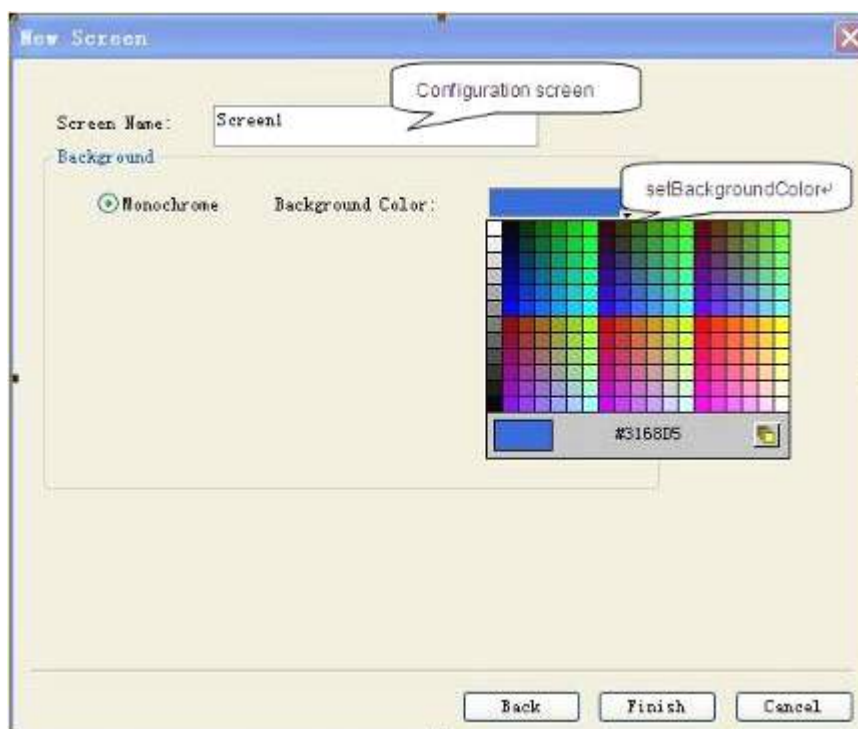 New Screen
Configuration screen
Screen Name:
Screen1
Background
Monochrome
Background Color:
setBackgroundColor↵
#3168D5
Back
Finish
Cancel